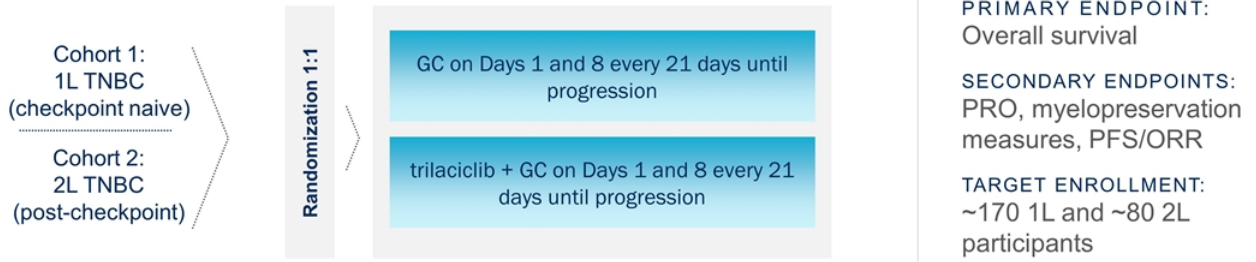 Cohort 1:
1L TNBC
(checkpoint naive)
Cohort 2:
2L TNBC
(post-checkpoint)
Randomization 1:1
GC on Days 1 and 8 every 21 days until
progression
trilaciclib + GC on Days 1 and 8 every 21
days until progression
PRIMARY ENDPOINT:
Overall survival
SECONDARY ENDPOINTS:
PRO, myelopreservation
measures, PFS/ORR
TARGET ENROLLMENT:
~170 1L and ~80 2L
participants